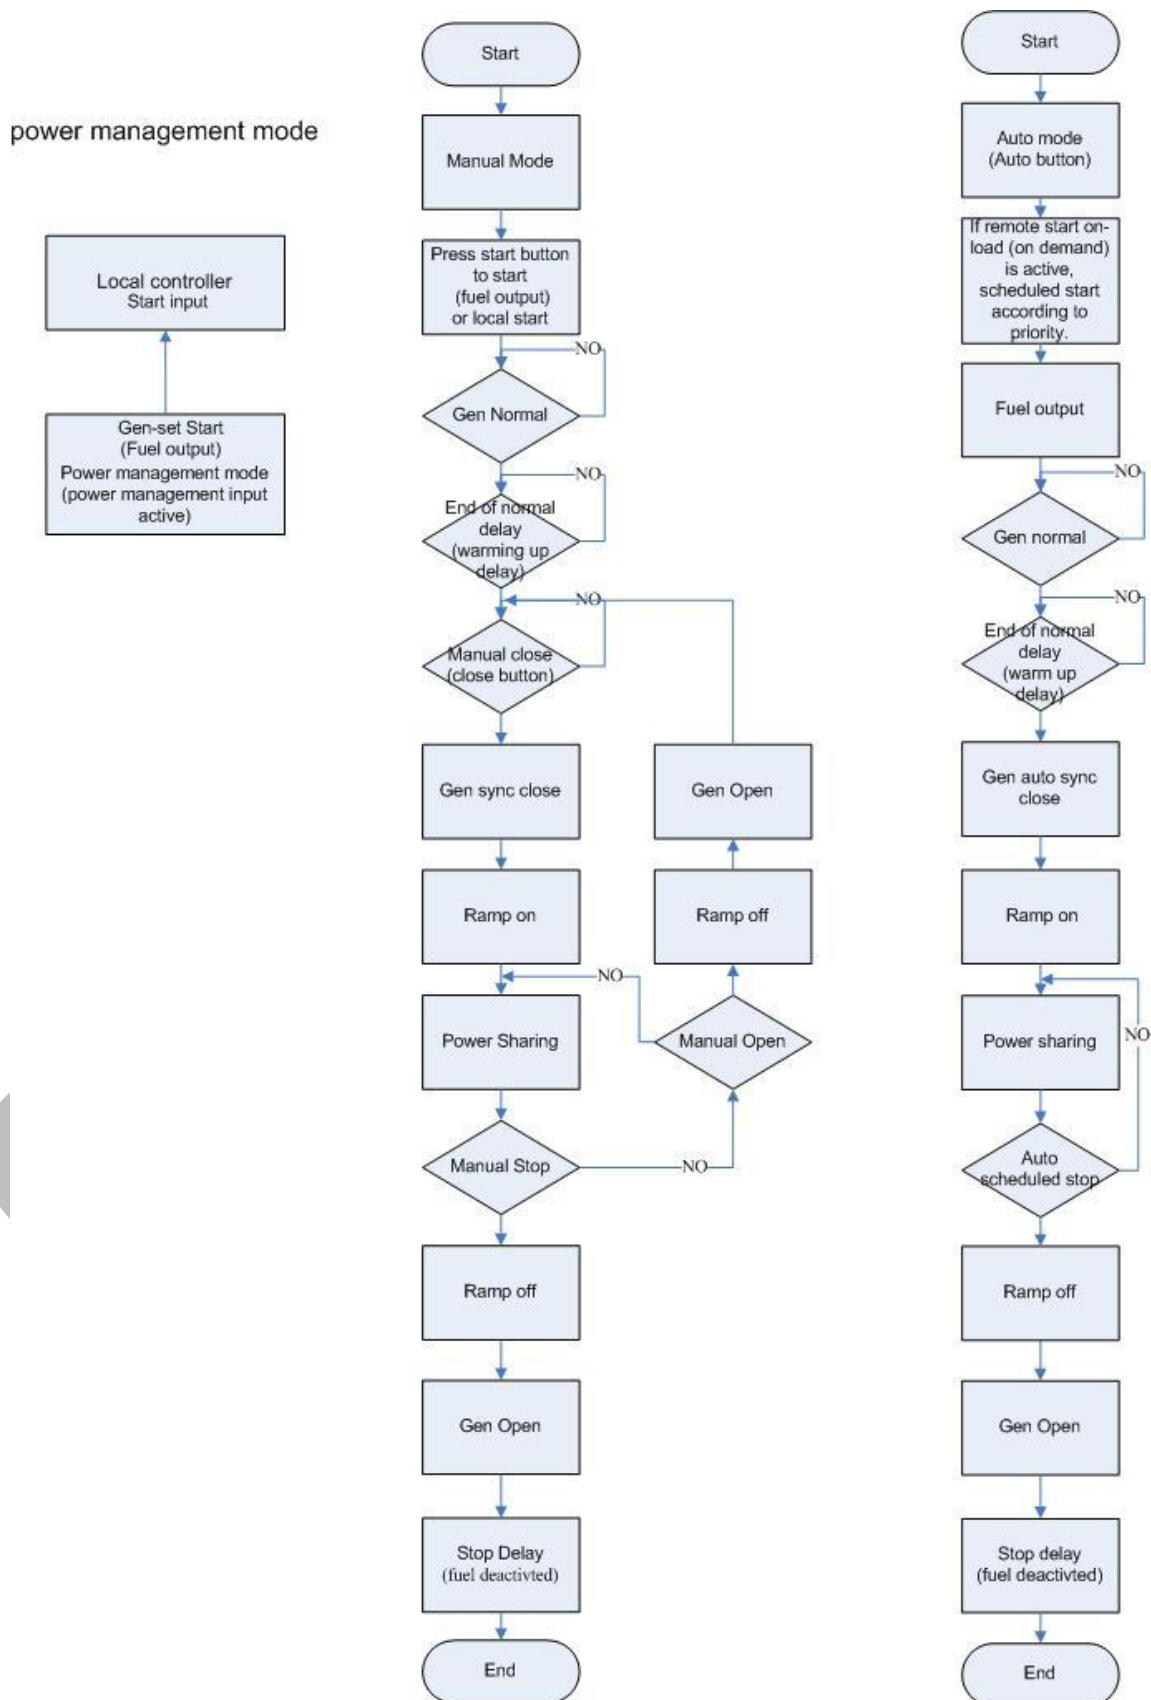 power management mode
Local controller
Start input
Gen-set Start
(Fuel output)
Power management mode
(power management input
active)
Start
Manual Mode
Press start button
to start
(fuel output)
or local start
NO
Gen Normal
NO
End of normal
delay
(warming up
delay)
NO
Manual close
(close button)
Gen sync close
Gen Open
Ramp on
Ramp off
NO
Power Sharing
Manual Open
Manual Stop
NO
Ramp off
Gen Open
Stop Delay
(fuel deactivted)
End
Start
Auto mode
(Auto button)
If remote start on-
load (on demand)
is active,
scheduled start
according to
priority.
Fuel output
NO
Gen normal
NO
End of normal
delay
(warm up
delay)
Gen auto sync
close
Ramp on
Power sharing
NO
Auto
scheduled stop
Ramp off
Gen Open
Stop delay
(fuel deactivted)
End